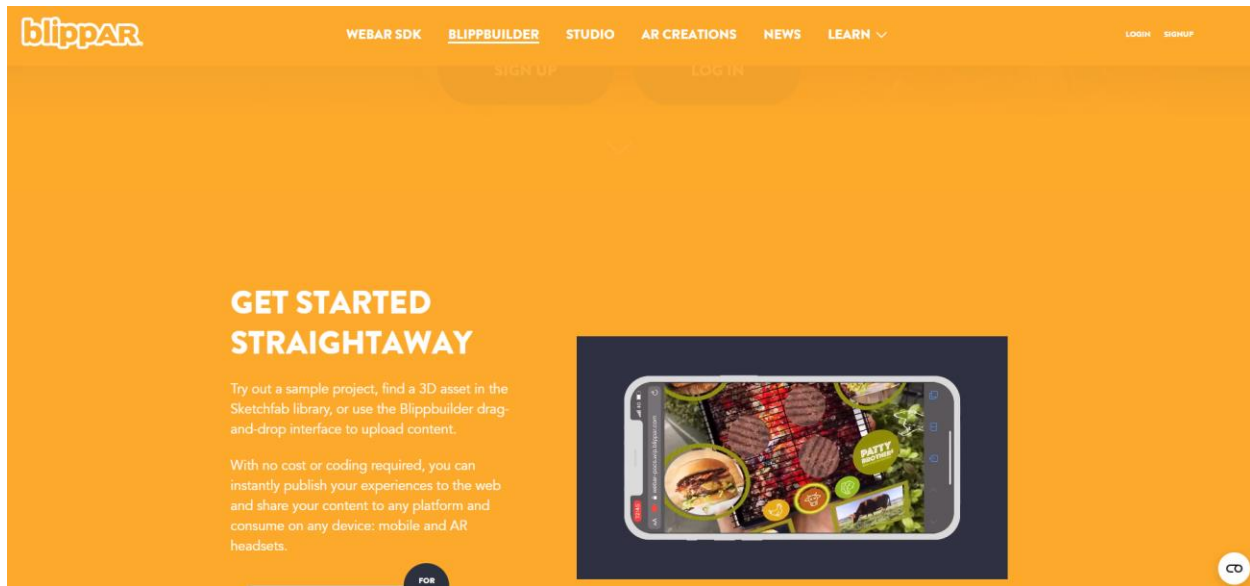 blippAR
WEBAR SDK BLIPPBUILDER STUDIO AR CREATIONS NEWS LEARN
LOGIN SIGNUP
SIGN UP LOG IN
GET STARTED
STRAIGHTAWAY
Try out a sample project, find a 3D asset in the
Sketchfab library, or use the Blippbuilder drag-
and-drop interface to upload content.
With no cost or coding required, you can
instantly publish your experiences to the web
and share your content to any platform and
consume on any device: mobile and AR
headsets.
PATTY
BROTHERS
4G
FOR